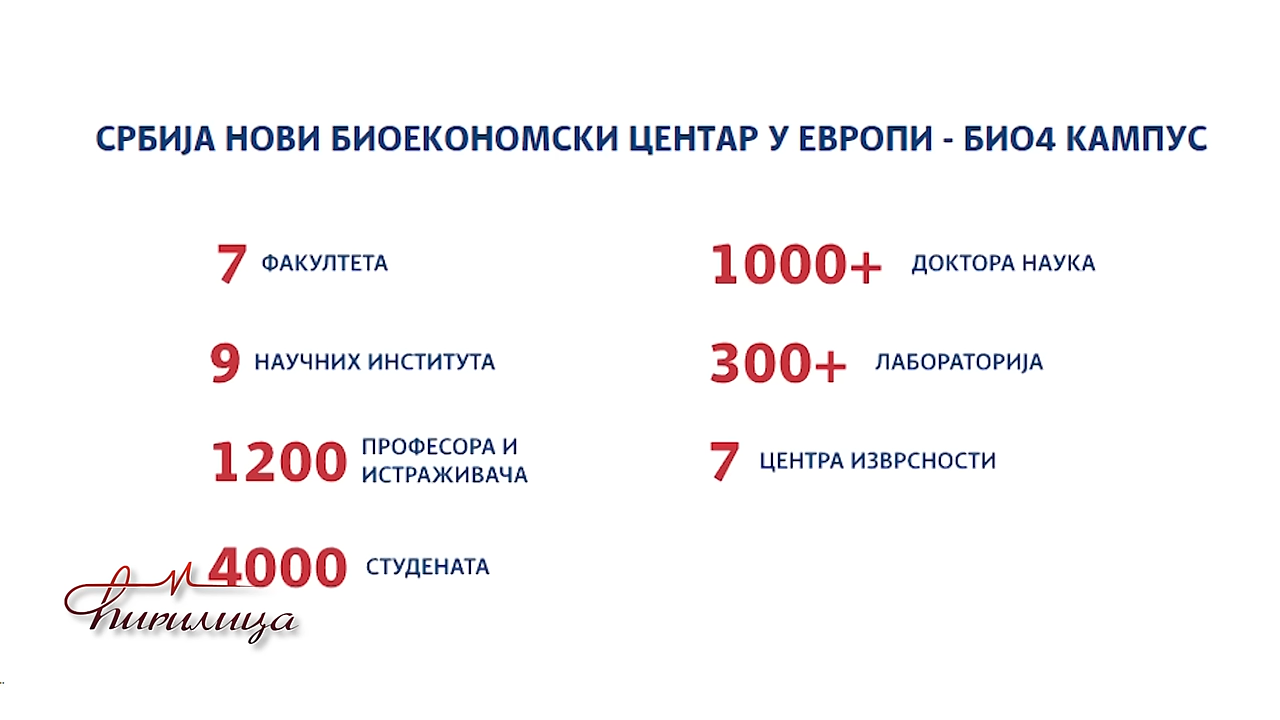 СРБИЈА НОВИ БИОЕКОНОМСКИ ЦЕНТАР У ЕВРОПИ - БИО4 КАМПУС
7 ФАКУЛТЕТА
9 НАУЧНИХ ИНСТИТУТА
1200 ПРОФЕСОРА И
ИСТРАЖИВАЧА
4000 СТУДЕНАТА
1000+ ДОКТОРА НАУКА
300+ ЛАБОРАТОРИЈА
7 ЦЕНТРА ИЗВРСНОСТИ
Ћирилица